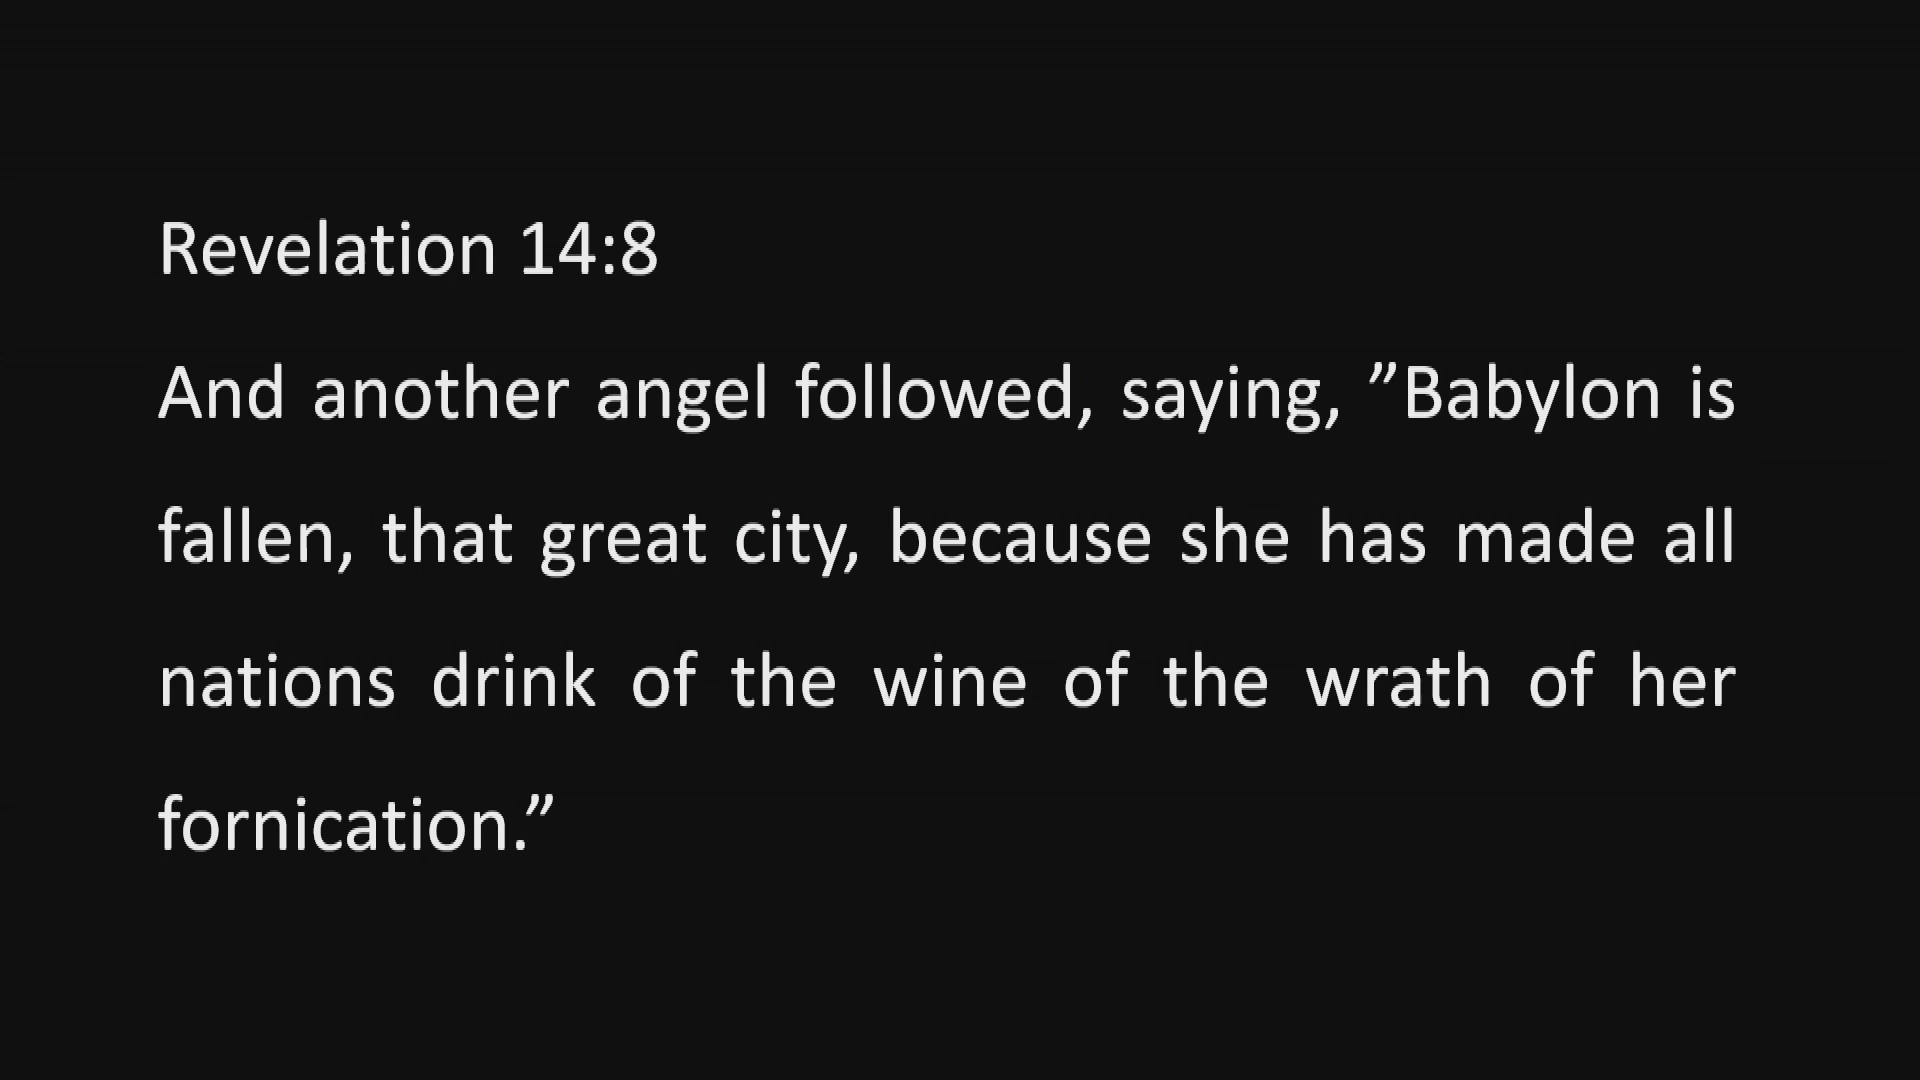 Revelation 14:8
And another angel followed, saying, ”Babylon is
fallen, that great city, because she has made all
nations drink of the wine of the wrath of her
fornication.”